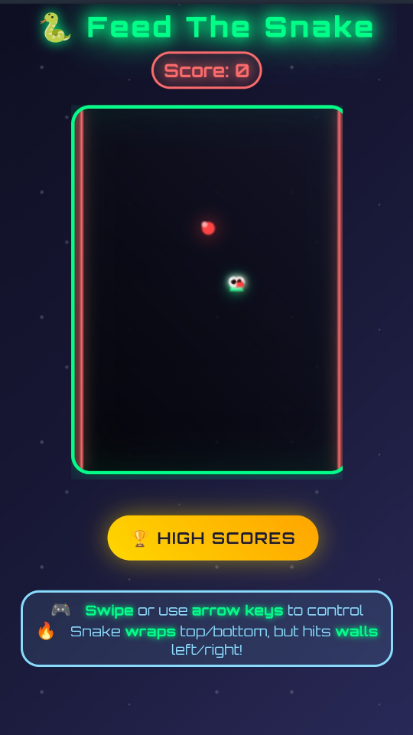 Feed The Snake
Score: 0
HIGH SCORES
Swipe or use arrow keys to control
Snake wraps top/bottom, but hits walls
left/right!